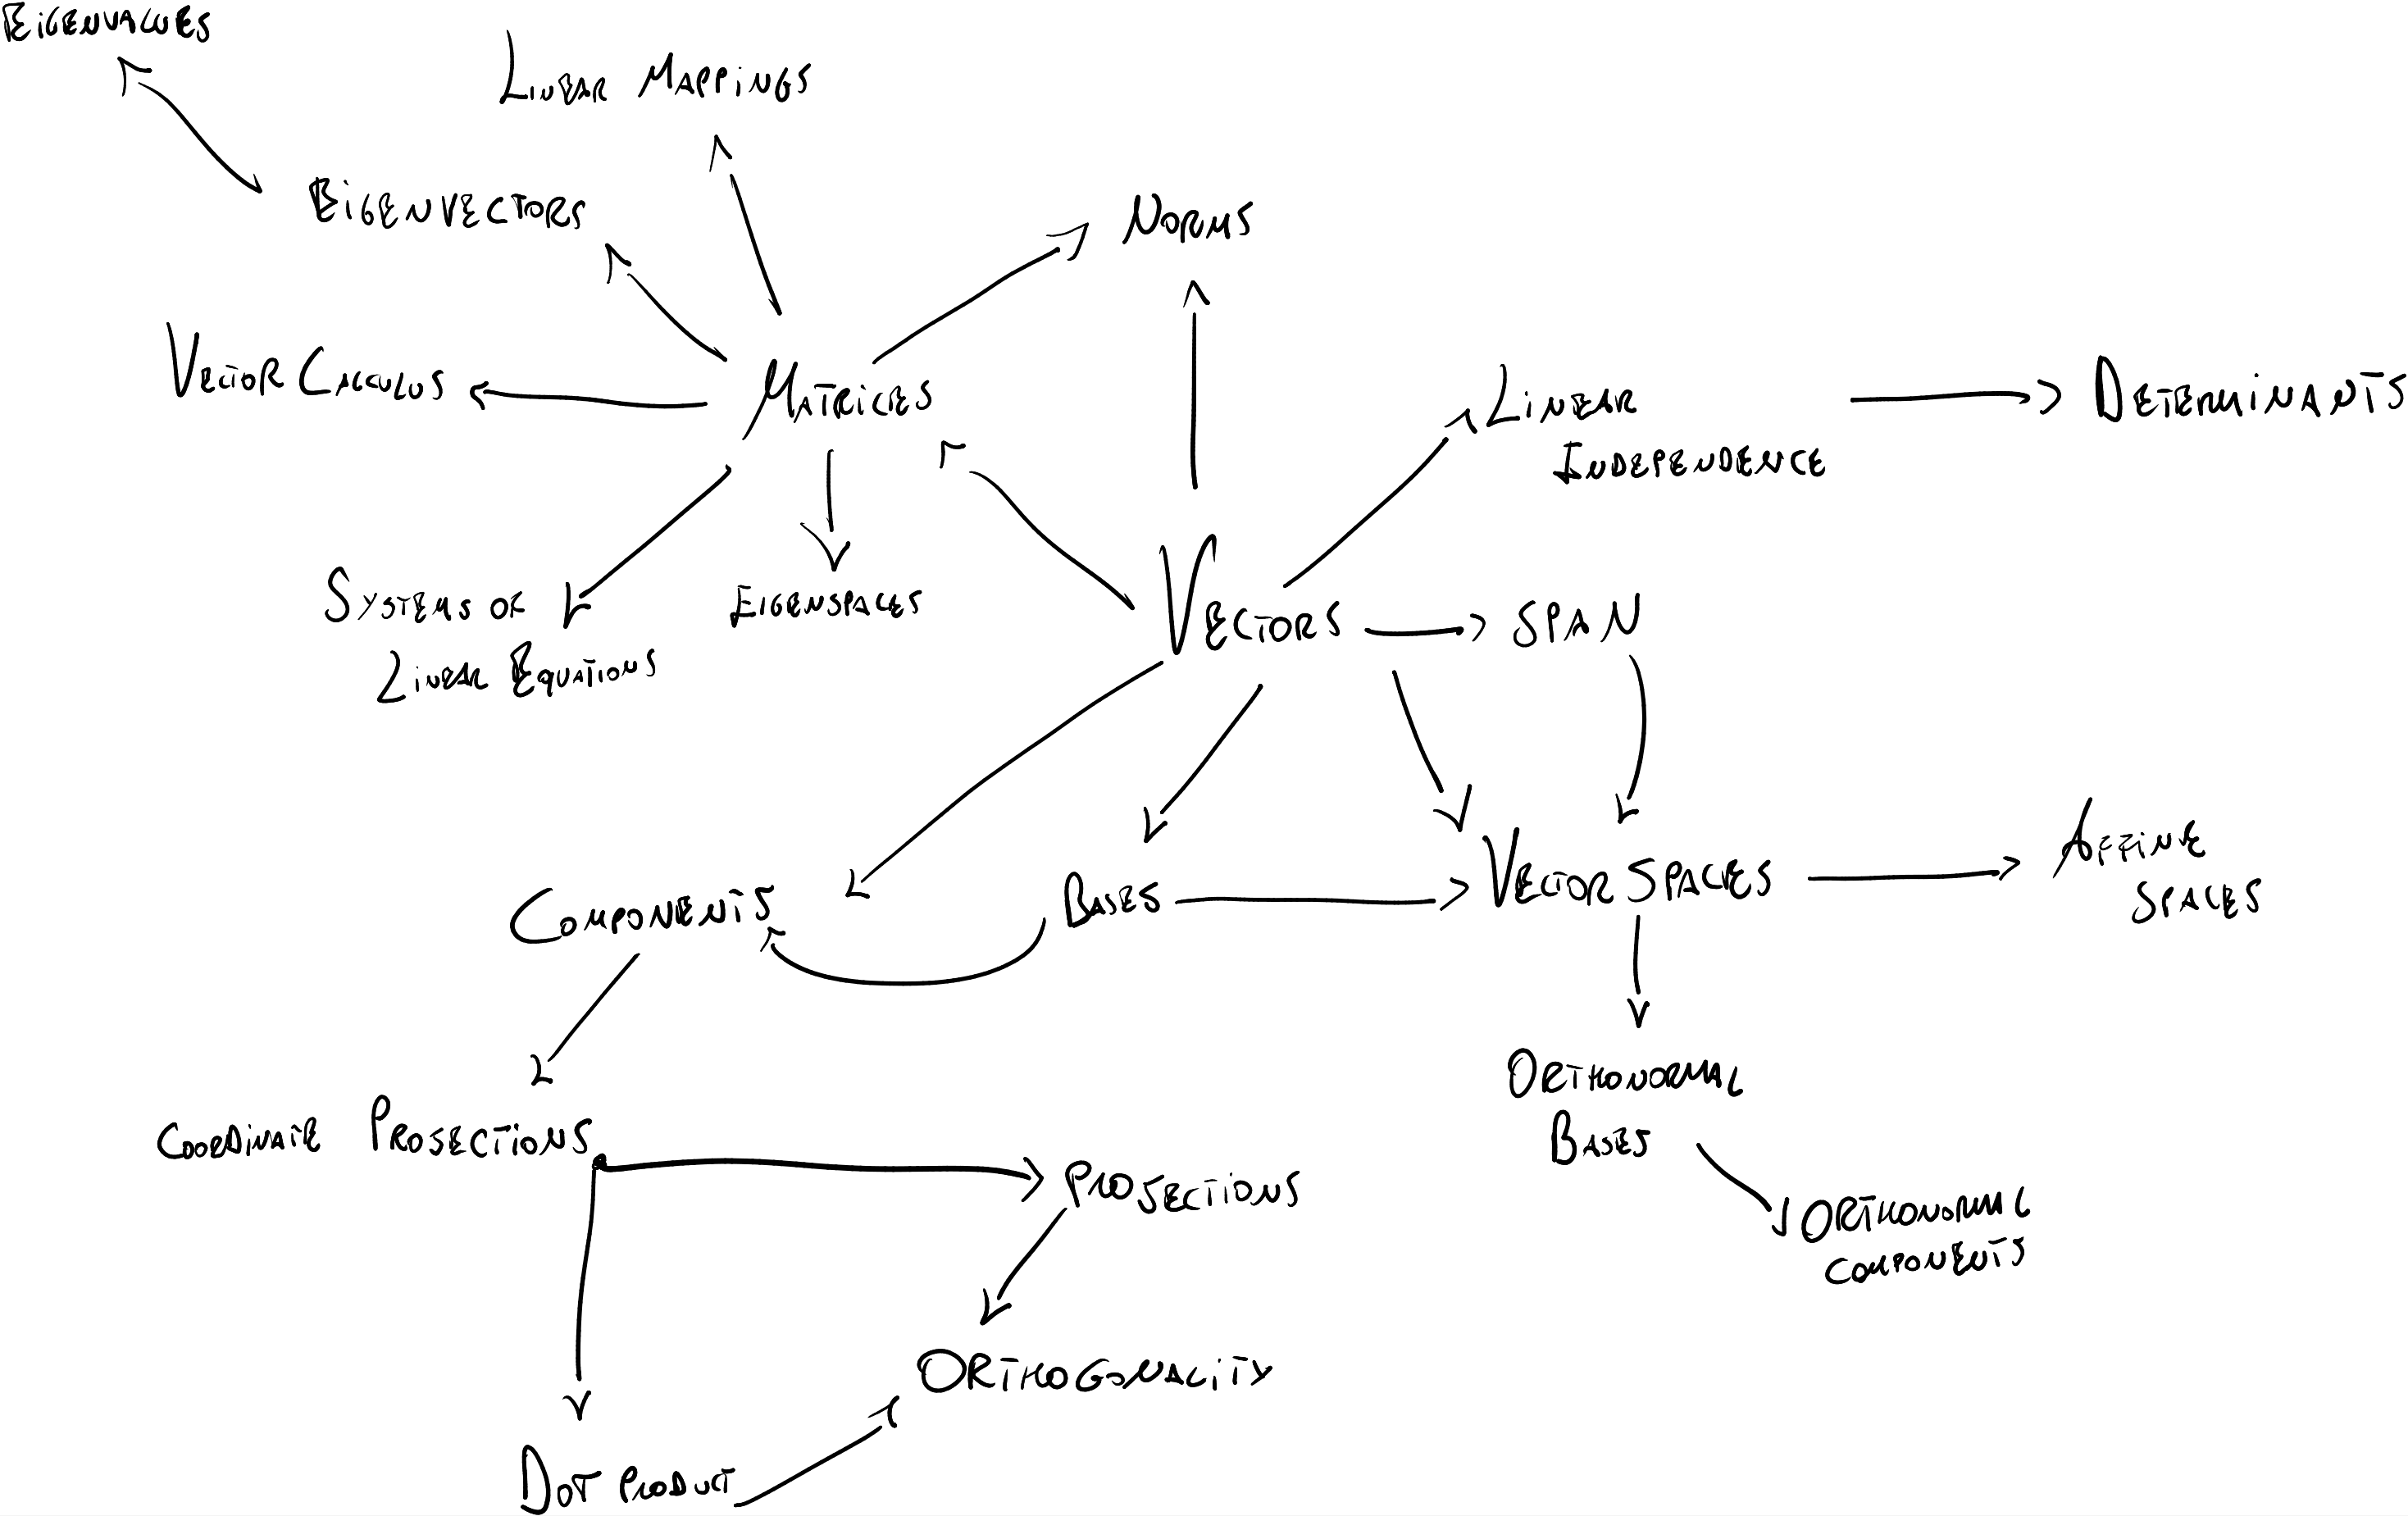 EIGENVALUES
LINEAR MAPPINGS
EIGENVECTORS
NORMS
VECTOR CALCULUS
MATRICES
LINEAR
INDEPENDENCE
DETERMINANTS
SYSTEMS OF
LINEAR EQUATIONS
EIGENSPACES
VECTORS
SPAN
COMPONENTS
BASES
VECTOR SPACES
AFFINE
SPACES
ORTHONORMAL
BASES
COORDINATE PROJECTIONS
PROJECTIONS
ORTHONORMAL
COMPONENTS
ORTHOGONALITY
DOT PRODUCT